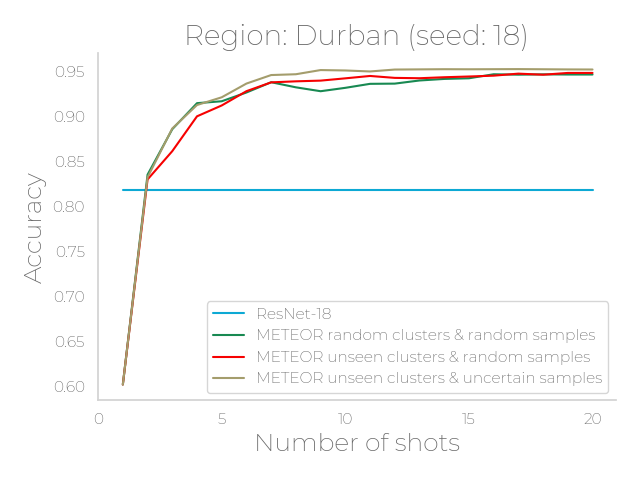 Region: Durban (seed: 18)
Accuracy
0.95
0.90
0.85
0.80
0.75
0.70
0.65
0.60
ResNet-18
METEOR random clusters & random samples
METEOR unseen clusters & random samples
METEOR unseen clusters & uncertain samples
0 5 10 15 20
Number of shots